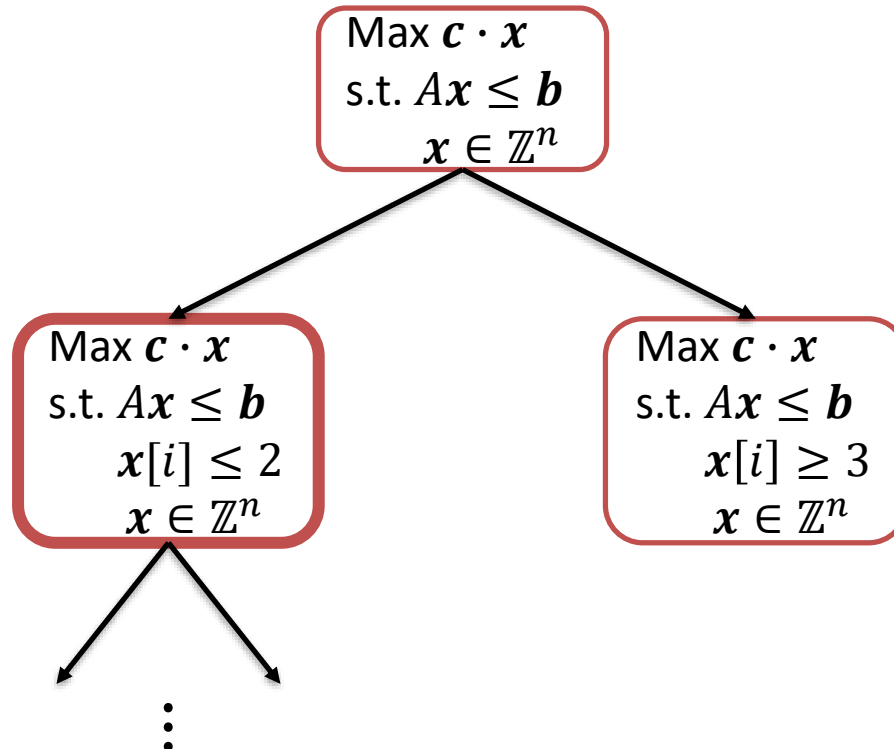 Max 𝒄 · 𝒙
s.t. 𝐴𝒙 ≤ 𝒃
𝒙 ∈ ℤⁿ
Max 𝒄 · 𝒙
s.t. 𝐴𝒙 ≤ 𝒃
𝒙[𝑖] ≤ 2
𝒙 ∈ ℤⁿ
Max 𝒄 · 𝒙
s.t. 𝐴𝒙 ≤ 𝒃
𝒙[𝑖] ≥ 3
𝒙 ∈ ℤⁿ
⋮